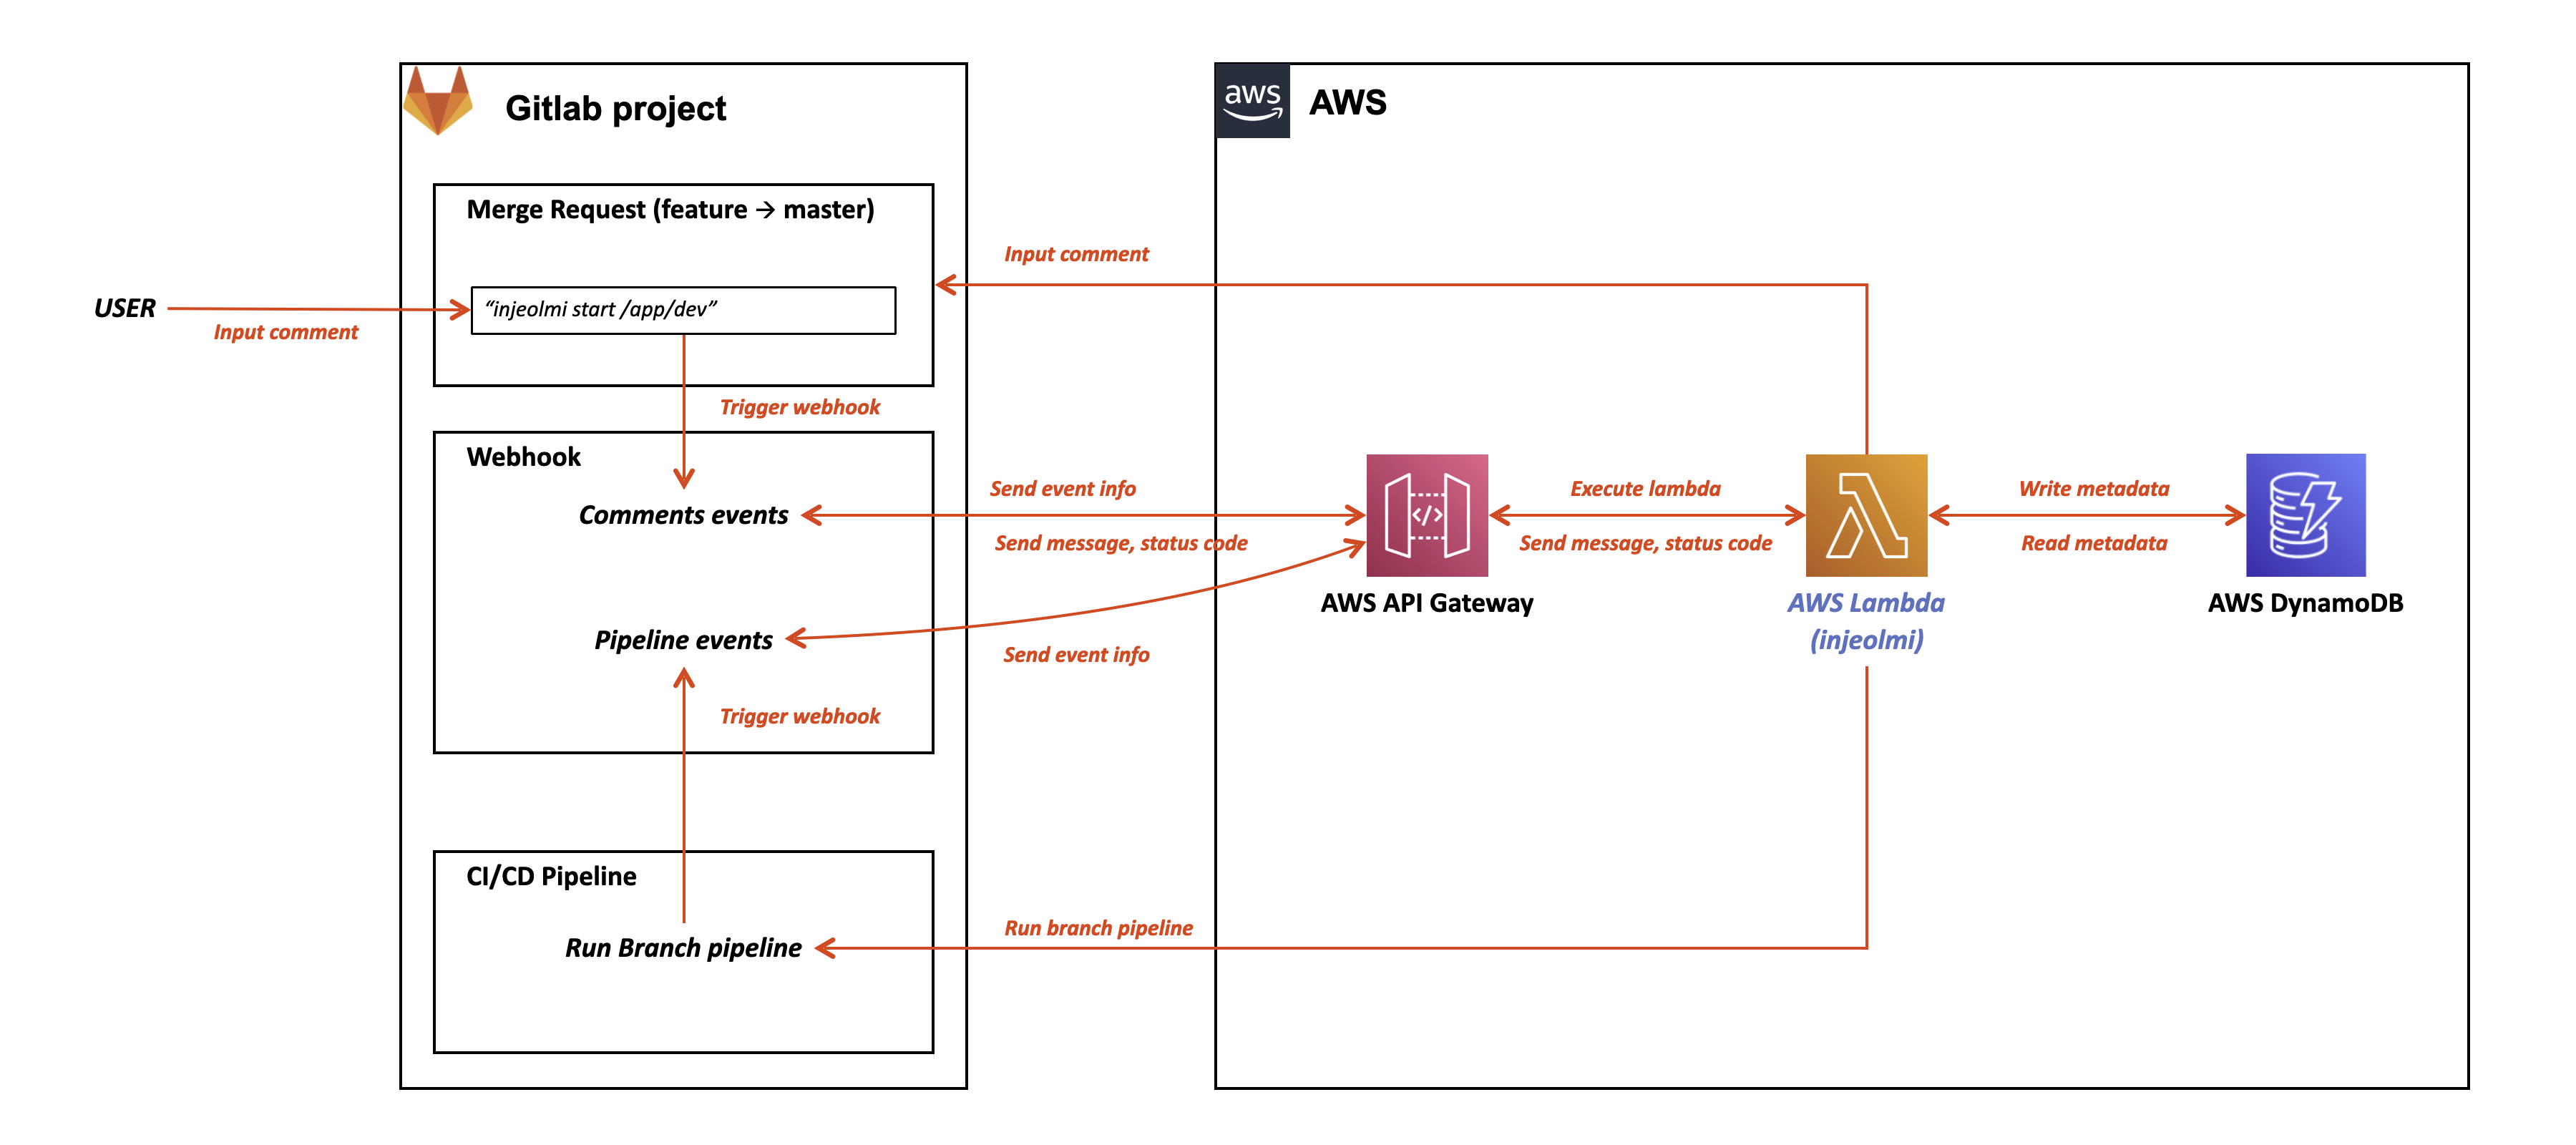 Gitlab project
aws
AWS
Merge Request (feature → master)
Input comment
USER
“injeolmi start /app/dev”
Input comment
Trigger webhook
Webhook
Send event info
Execute lambda
Write metadata
Comments events
Send message, status code
Send message, status code
Read metadata
</>
AWS API Gateway
AWS Lambda
(injeolmi)
AWS DynamoDB
Pipeline events
Send event info
Trigger webhook
CI/CD Pipeline
Run branch pipeline
Run Branch pipeline